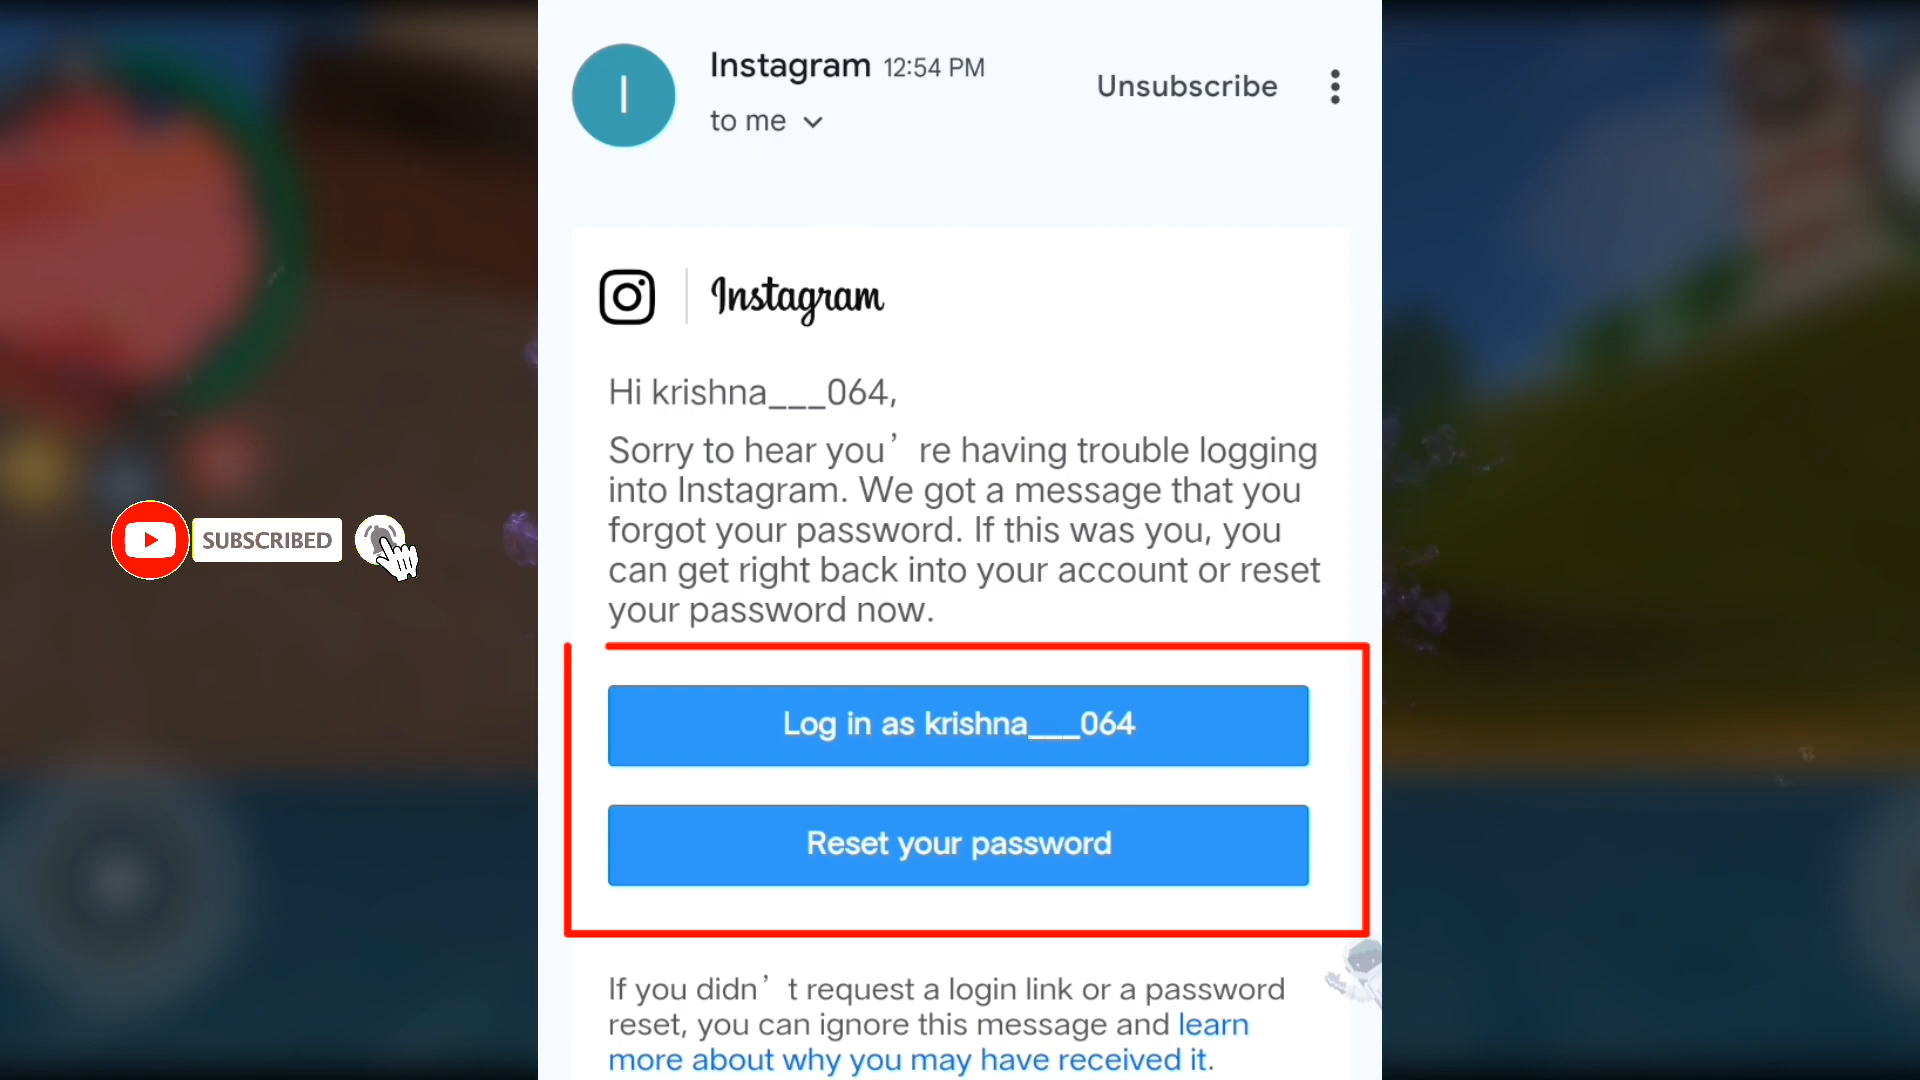 Instagram 12:54 PM
Unsubscribe
to me
I
Instagram
Hi krishna___064,
Sorry to hear you’re having trouble logging
into Instagram. We got a message that you
forgot your password. If this was you, you
can get right back into your account or reset
your password now.
SUBSCRIBED
Log in as krishna___064
Reset your password
If you didn’t request a login link or a password
reset, you can ignore this message and learn
more about why you may have received it.